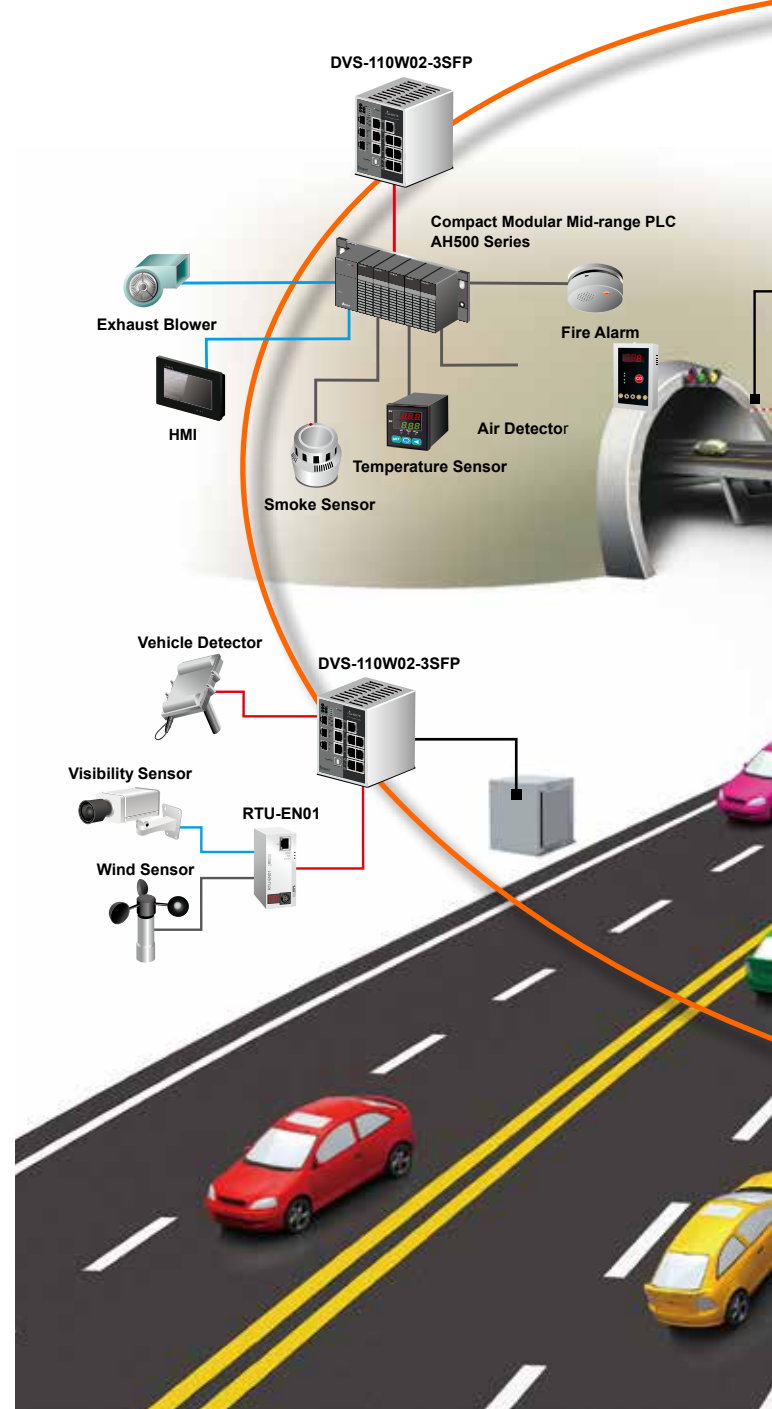 DVS-110W02-3SFP
Compact Modular Mid-range PLC
AH500 Series
Exhaust Blower
Fire Alarm
HMI
Air Detector
Temperature Sensor
Smoke Sensor
Vehicle Detector
DVS-110W02-3SFP
Visibility Sensor
RTU-EN01
Wind Sensor